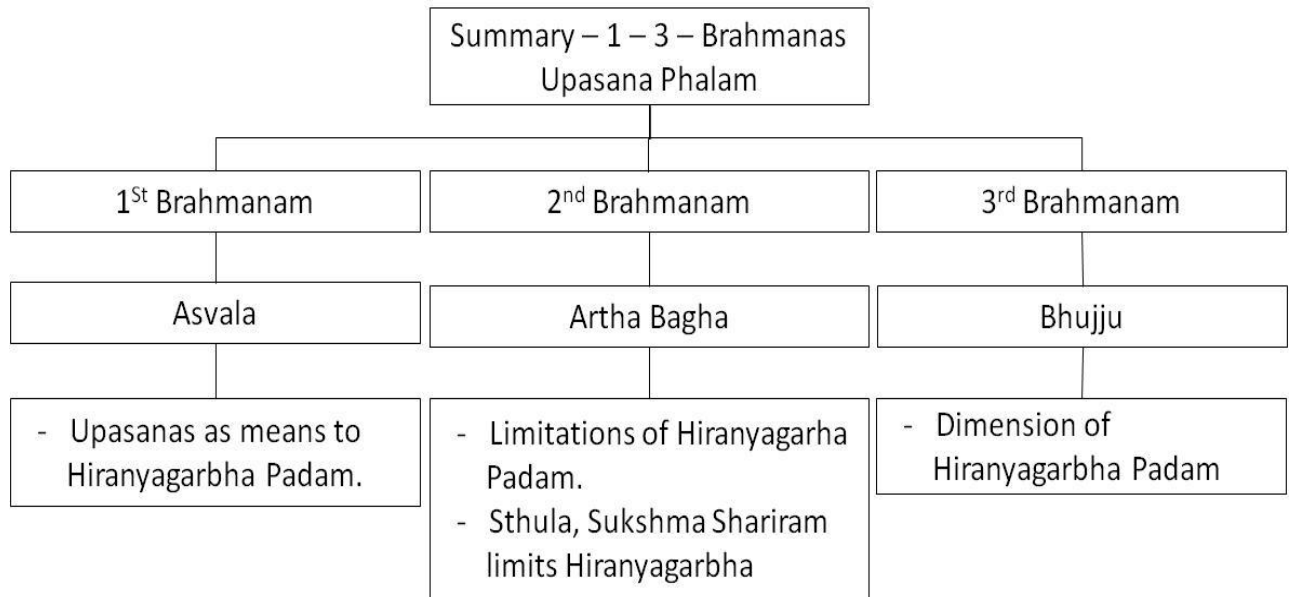 Summary – 1 – 3 – Brahmanas
Upasana Phalam
1St Brahmanam
2nd Brahmanam
3rd Brahmanam
Asvala
Artha Bagha
Bhujju
- Upasanas as means to
Hiranyagarbha Padam.
- Limitations of Hiranyagarha
Padam.
- Sthula, Sukshma Shariram
limits Hiranyagarbha
- Dimension of
Hiranyagarbha Padam